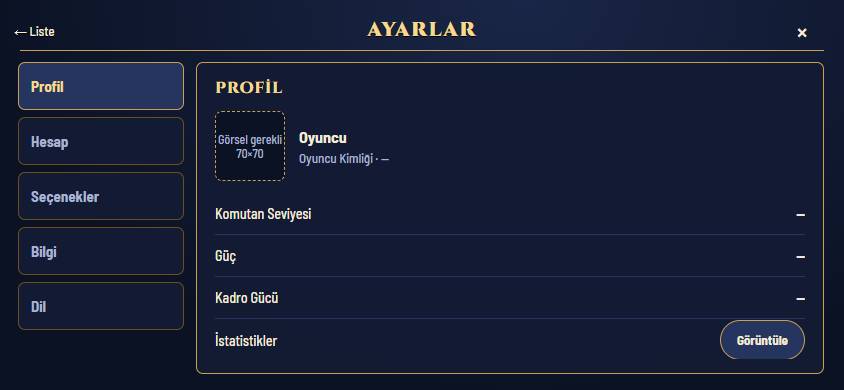 ← Liste
AYARLAR
×
Profil
Hesap
Seçenekler
Bilgi
Dil
PROFİL
Görsel gerekli
70×70
Oyuncu
Oyuncu Kimliği · –
Komutan Seviyesi –
Güç –
Kadro Gücü –
İstatistikler Görüntüle